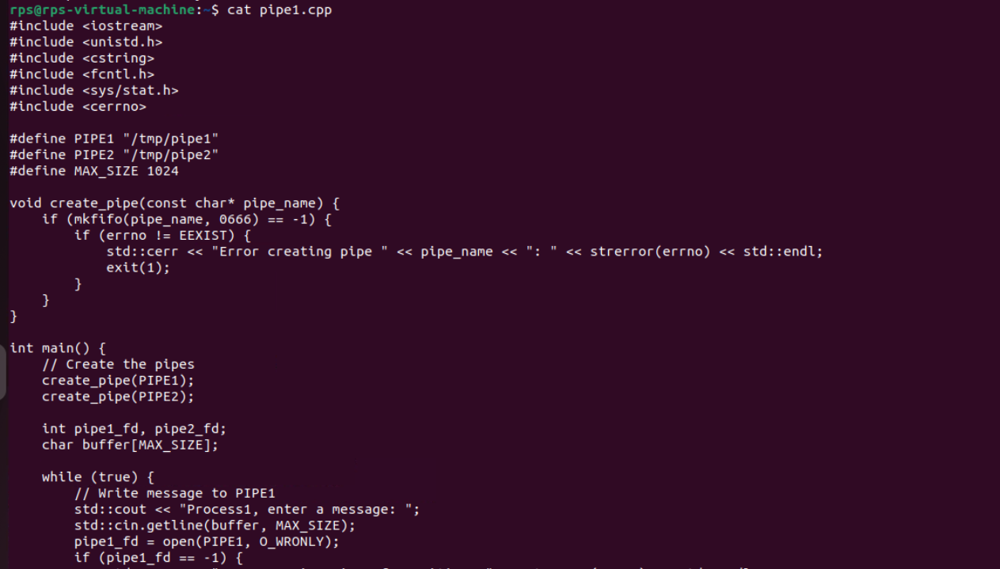 rps@rps-virtual-machine:~$ cat pipe1.cpp
#include <iostream>
#include <unistd.h>
#include <cstring>
#include <fcntl.h>
#include <sys/stat.h>
#include <cerrno>

#define PIPE1 "/tmp/pipe1"
#define PIPE2 "/tmp/pipe2"
#define MAX_SIZE 1024

void create_pipe(const char* pipe_name) {
    if (mkfifo(pipe_name, 0666) == -1) {
        if (errno != EEXIST) {
            std::cerr << "Error creating pipe " << pipe_name << ": " << strerror(errno) << std::endl;
            exit(1);
        }
    }
}

int main() {
    // Create the pipes
    create_pipe(PIPE1);
    create_pipe(PIPE2);

    int pipe1_fd, pipe2_fd;
    char buffer[MAX_SIZE];

    while (true) {
        // Write message to PIPE1
        std::cout << "Process1, enter a message: ";
        std::cin.getline(buffer, MAX_SIZE);
        pipe1_fd = open(PIPE1, O_WRONLY);
        if (pipe1_fd == -1) {